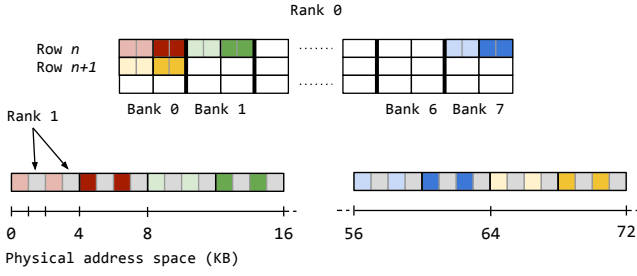 Rank 0
Row n
Row n+1
Bank 0 Bank 1 Bank 6 Bank 7
Rank 1
0 4 8 16 56 64 72
Physical address space (KB)